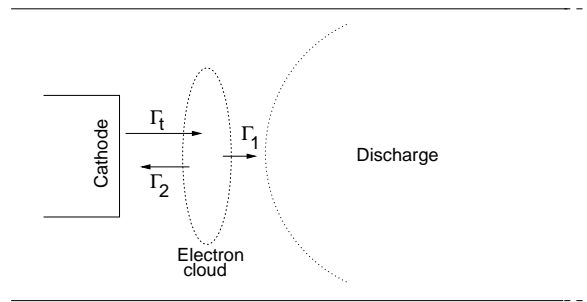 Cathode
Γt
Γ1
Γ2
Discharge
Electron
cloud